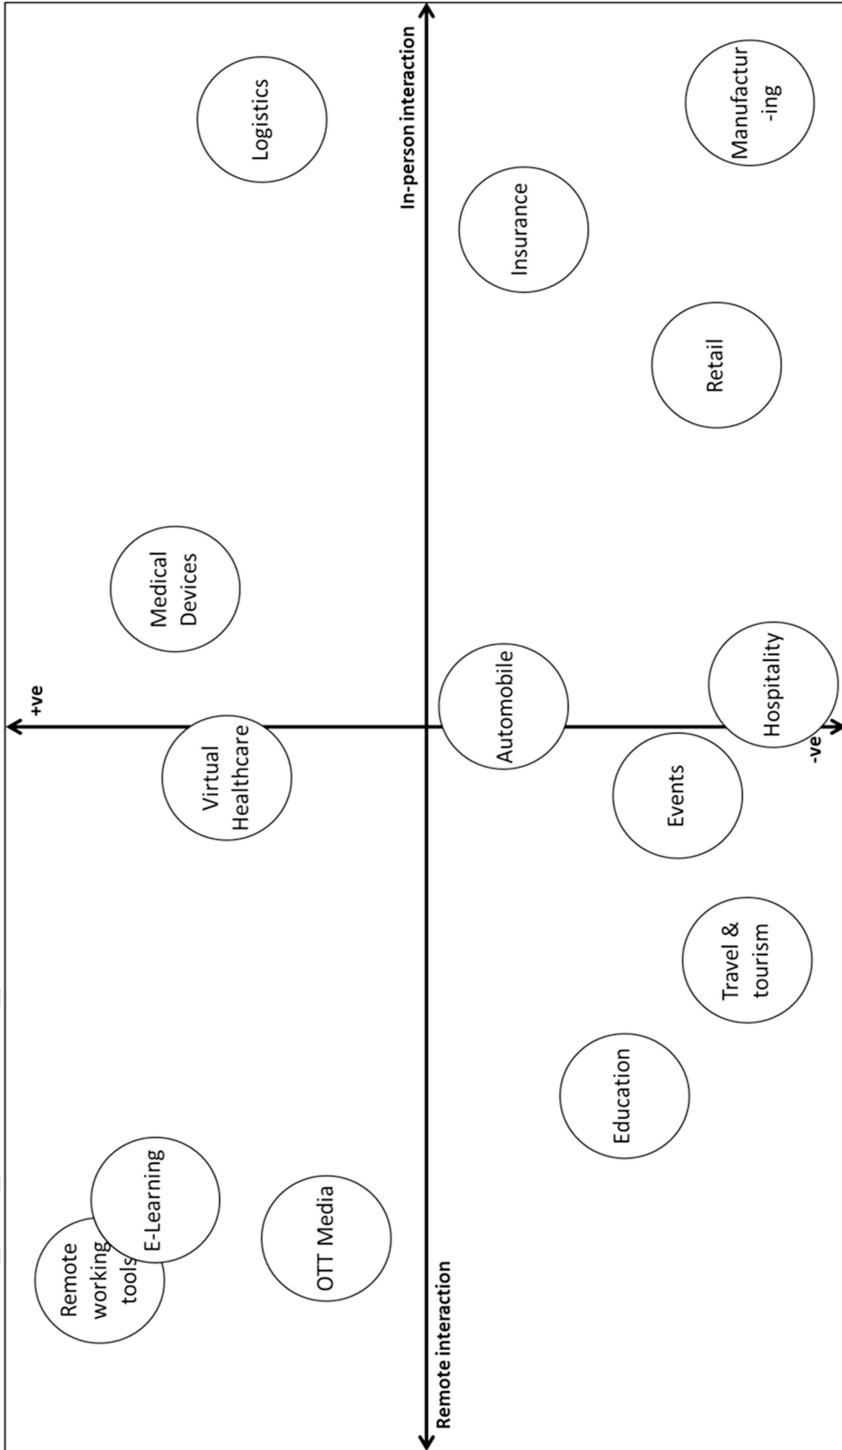 +ve
Remote
working
tools
E-Learning
Medical
Devices
Virtual
Healthcare
Logistics
OTT Media
Remote interaction
In-person interaction
Automobile
Insurance
Education
Events
Retail
Travel &
tourism
Manufactur
-ing
Hospitality
-ve